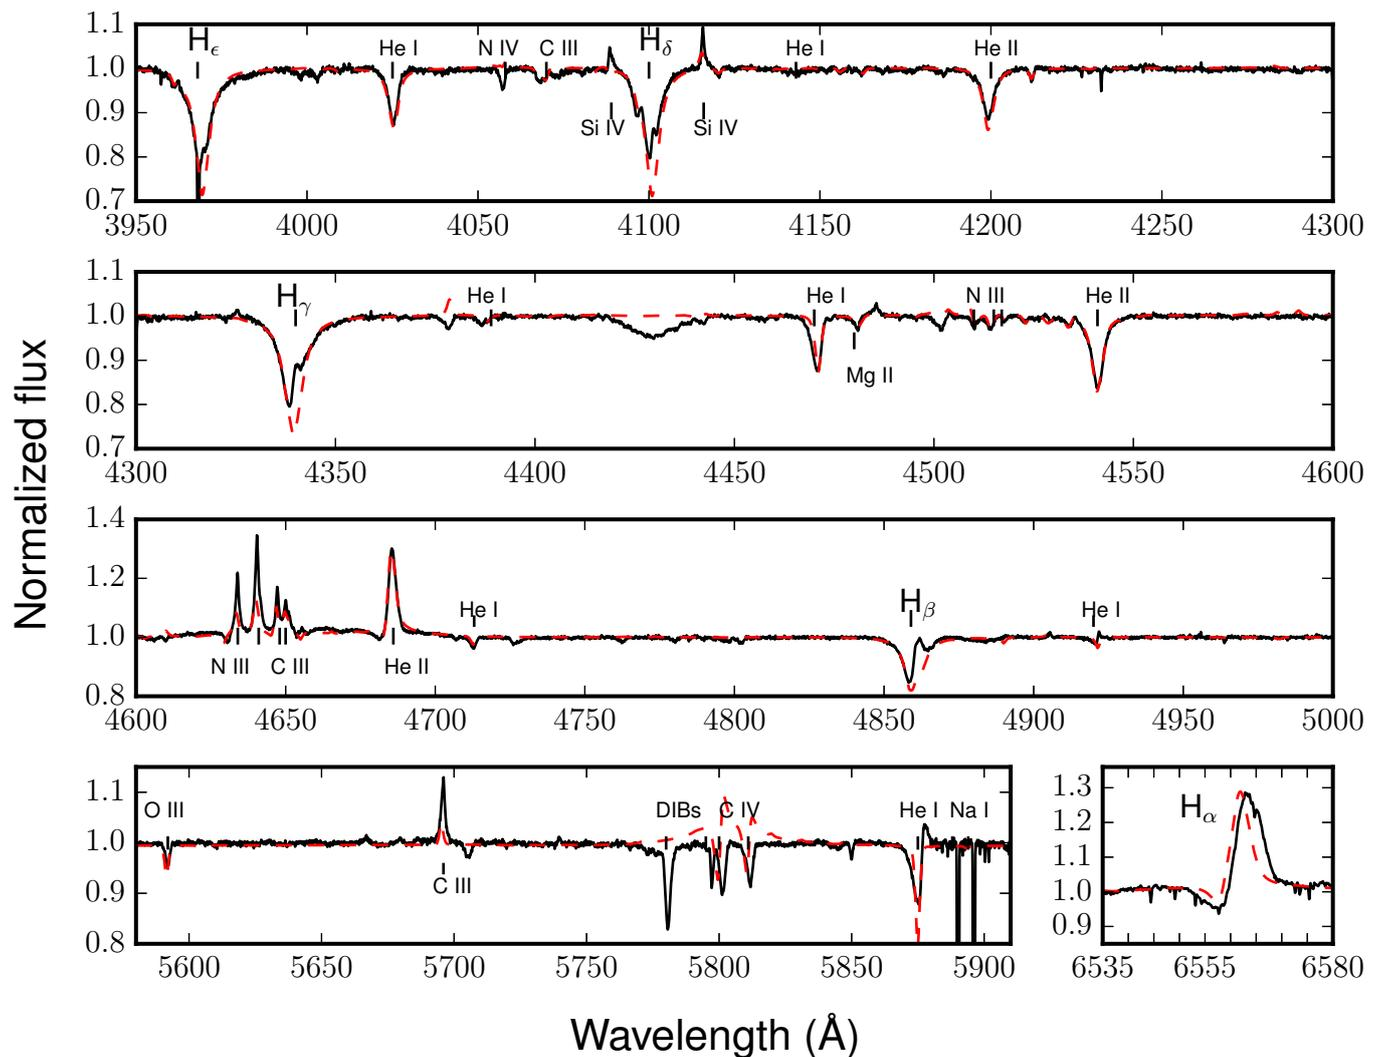 Normalized flux
1.1
1.0
0.9
0.8
0.7
Hϵ
He I
N IV
C III
Hδ
He I
He II
Si IV
Si IV
3950 4000 4050 4100 4150 4200 4250 4300
1.1
1.0
0.9
0.8
0.7
Hγ
He I
He I
N III
He II
Mg II
4300 4350 4400 4450 4500 4550 4600
1.4
1.2
1.0
0.8
He I
Hβ
He I
N III
C III
He II
4600 4650 4700 4750 4800 4850 4900 4950 5000
1.1
1.0
0.9
0.8
O III
DIBs
C IV
He I
Na I
C III
5600 5650 5700 5750 5800 5850 5900
1.3
1.2
1.1
1.0
0.9
Hα
6535 6555 6580
Wavelength (Å)